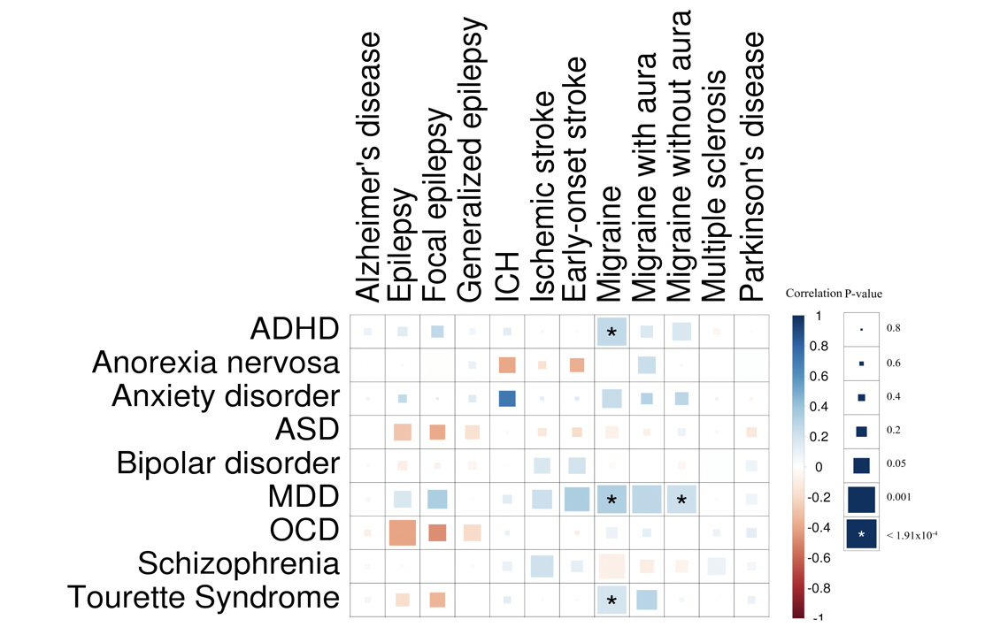 Alzheimer's disease
Epilepsy
Focal epilepsy
Generalized epilepsy
ICH
Ischemic stroke
Early-onset stroke
Migraine
Migraine with aura
Migraine without aura
Multiple sclerosis
Parkinson's disease
ADHD
Anorexia nervosa
Anxiety disorder
ASD
Bipolar disorder
MDD
OCD
Schizophrenia
Tourette Syndrome
*
* *
*
Correlation P-value
1
0.8
0.6
0.4
0.2
0
-0.2
-0.4
-0.6
-0.8
-1
0.8
0.6
0.4
0.2
0.05
0.001
* < 1.91x10⁻⁴